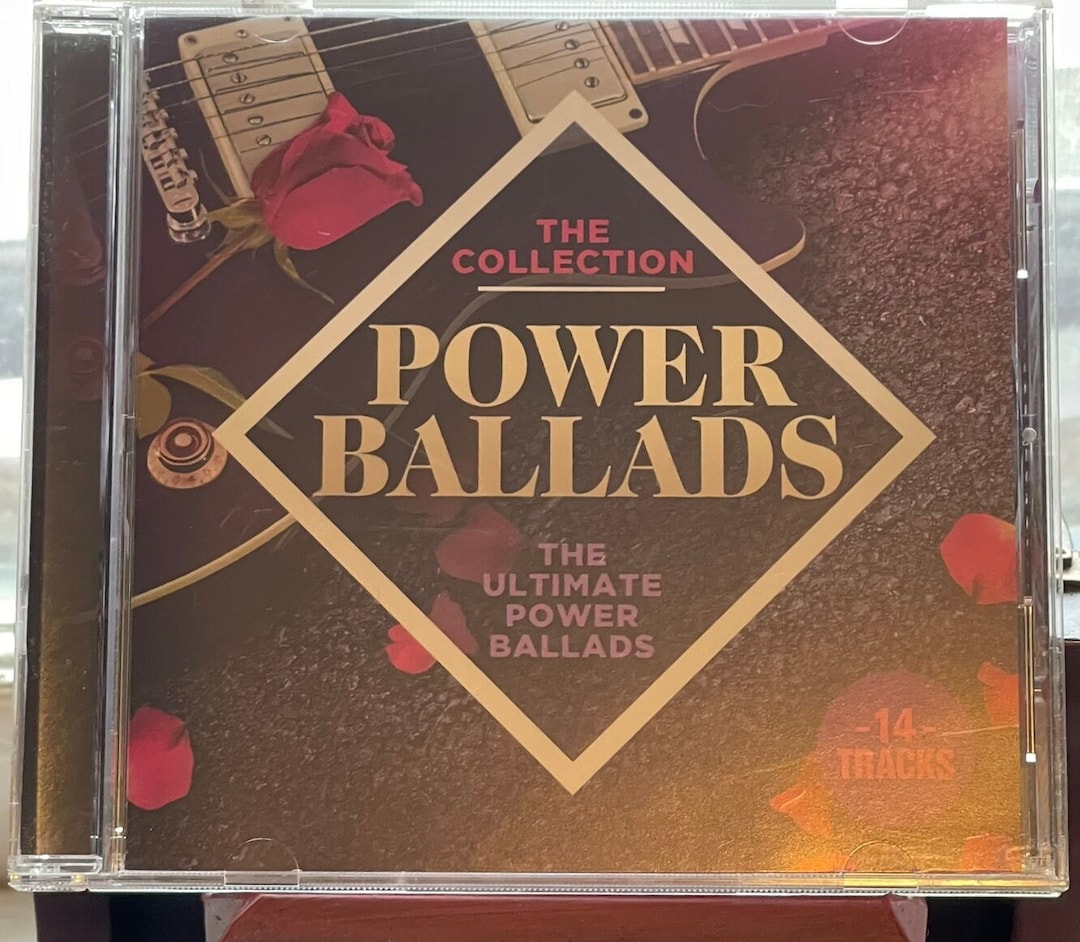 THE
COLLECTION
POWER
BALLADS
THE
ULTIMATE
POWER
BALLADS
-14-
TRACKS